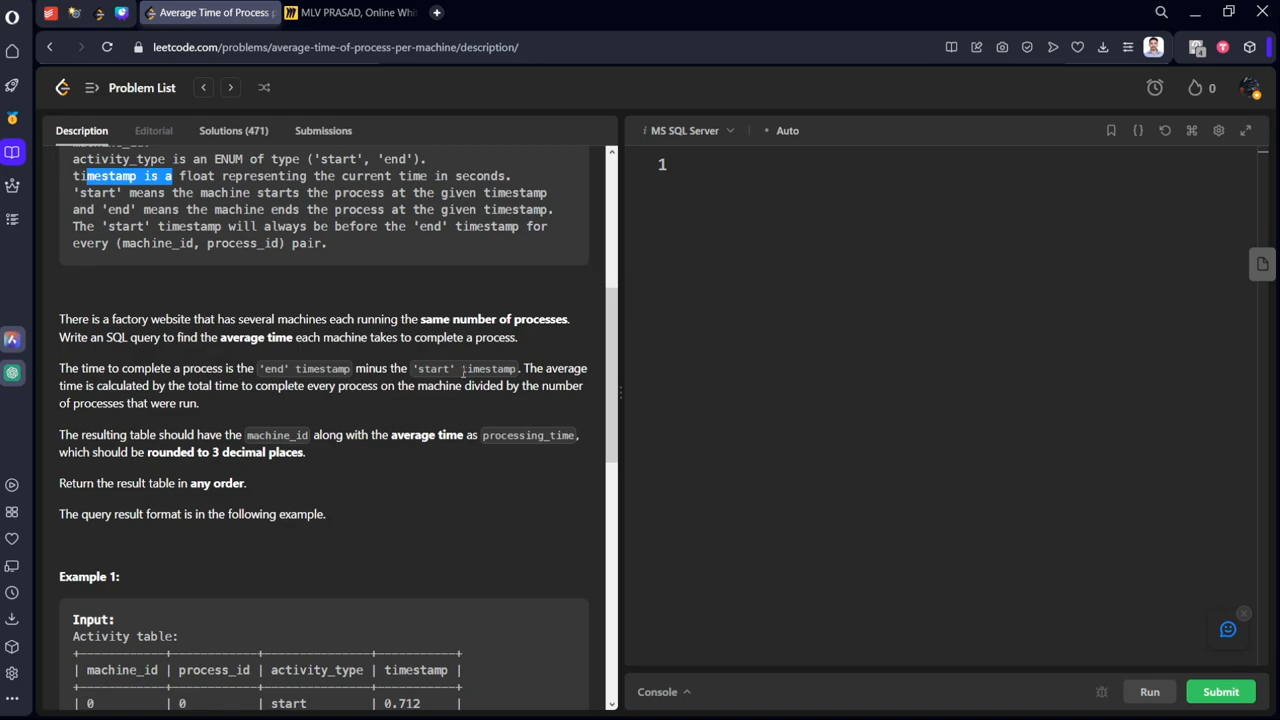 Average Time of Process p
MLV PRASAD, Online Whit
leetcode.com/problems/average-time-of-process-per-machine/description/
4
Problem List
0
Description
Editorial
Solutions (471)
Submissions
MS SQL Server
Auto
activity_type is an ENUM of type ('start', 'end').
timestamp is a float representing the current time in seconds.
'start' means the machine starts the process at the given timestamp
and 'end' means the machine ends the process at the given timestamp.
The 'start' timestamp will always be before the 'end' timestamp for
every (machine_id, process_id) pair.
There is a factory website that has several machines each running the same number of processes.
Write an SQL query to find the average time each machine takes to complete a process.
The time to complete a process is the 'end' timestamp minus the 'start' timestamp. The average
time is calculated by the total time to complete every process on the machine divided by the number
of processes that were run.
The resulting table should have the machine_id along with the average time as processing_time,
which should be rounded to 3 decimal places.
Return the result table in any order.
The query result format is in the following example.
Example 1:
Input:
Activity table:
+------------+------------+---------------+-----------+
| machine_id | process_id | activity_type | timestamp |
+------------+------------+---------------+-----------+
| 0 | 0 | start | 0.712
1
Console
Run
Submit